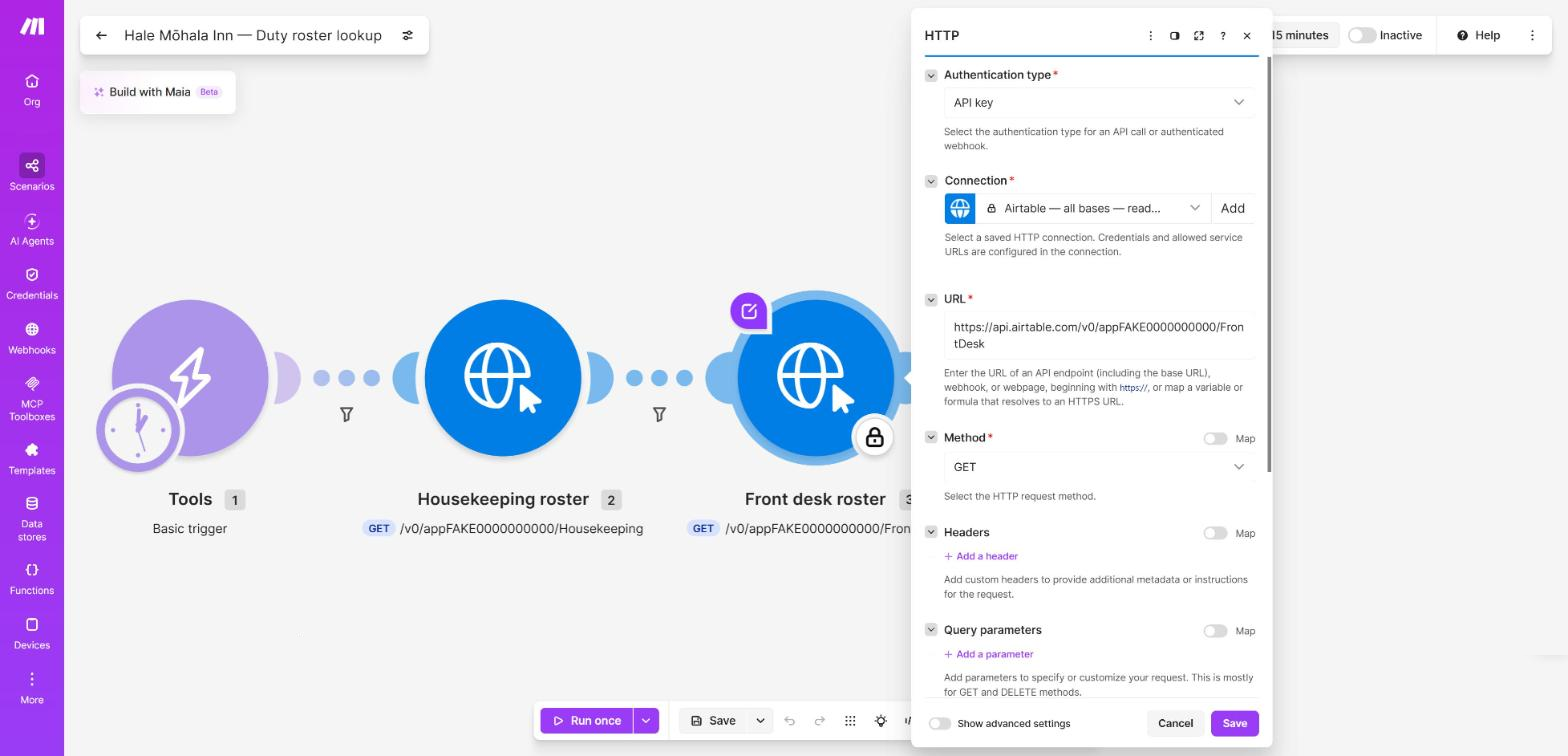 Hale Mōhala Inn — Duty roster lookup
Build with Maia Beta
Org
Scenarios
AI Agents
Credentials
Webhooks
MCP
Toolboxes
Templates
Data
stores
Functions
Devices
More
Tools 1
Basic trigger
Housekeeping roster 2
GET /v0/appFAKE0000000000/Housekeeping
Front desk roster 3
GET /v0/appFAKE0000000000/Fron
Run once
Save
HTTP
Authentication type*
API key
Select the authentication type for an API call or authenticated
webhook.
Connection*
Airtable — all bases — read...
Add
Select a saved HTTP connection. Credentials and allowed service
URLs are configured in the connection.
URL*
https://api.airtable.com/v0/appFAKE0000000000/Fron
tDesk
Enter the URL of an API endpoint (including the base URL),
webhook, or webpage, beginning with https://, or map a variable or
formula that resolves to an HTTPS URL.
Method* Map
GET
Select the HTTP request method.
Headers Map
+ Add a header
Add custom headers to provide additional metadata or instructions
for the request.
Query parameters Map
+ Add a parameter
Add parameters to specify or customize your request. This is mostly
for GET and DELETE methods.
Show advanced settings
Cancel
Save
15 minutes
Inactive
Help